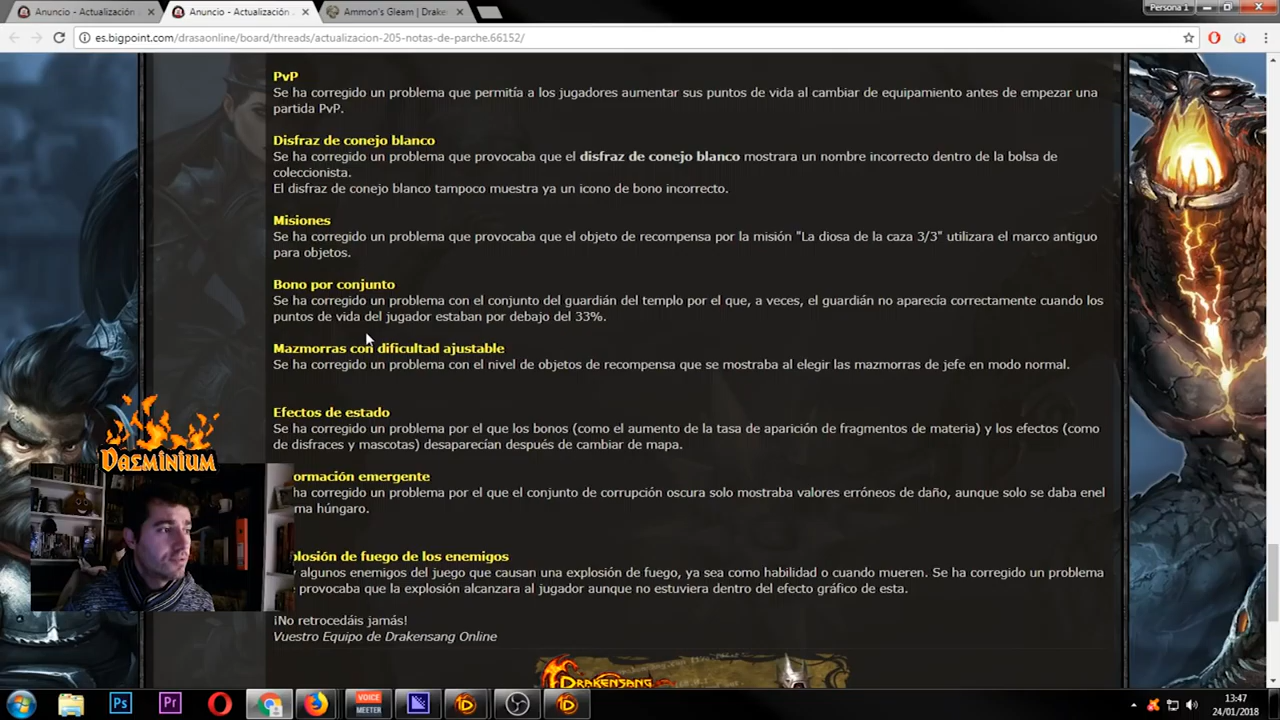 Anuncio - Actualización
Anuncio - Actualización
Ammon's Gleam | Drake
Persona 1
es.bigpoint.com/drasaonline/board/threads/actualizacion-205-notas-de-parche.66152/
PvP
Se ha corregido un problema que permitía a los jugadores aumentar sus puntos de vida al cambiar de equipamiento antes de empezar una
partida PvP.
Disfraz de conejo blanco
Se ha corregido un problema que provocaba que el disfraz de conejo blanco mostrara un nombre incorrecto dentro de la bolsa de
coleccionista.
El disfraz de conejo blanco tampoco muestra ya un icono de bono incorrecto.
Misiones
Se ha corregido un problema que provocaba que el objeto de recompensa por la misión "La diosa de la caza 3/3" utilizara el marco antiguo
para objetos.
Bono por conjunto
Se ha corregido un problema con el conjunto del guardián del templo por el que, a veces, el guardián no aparecía correctamente cuando los
puntos de vida del jugador estaban por debajo del 33%.
Mazmorras con dificultad ajustable
Se ha corregido un problema con el nivel de objetos de recompensa que se mostraba al elegir las mazmorras de jefe en modo normal.
Efectos de estado
Se ha corregido un problema por el que los bonos (como el aumento de la tasa de aparición de fragmentos de materia) y los efectos (como
de disfraces y mascotas) desaparecían después de cambiar de mapa.
ormación emergente
ha corregido un problema por el que el conjunto de corrupción oscura solo mostraba valores erróneos de daño, aunque solo se daba enel
ma húngaro.
plosión de fuego de los enemigos
y algunos enemigos del juego que causan una explosión de fuego, ya sea como habilidad o cuando mueren. Se ha corregido un problema
provocaba que la explosión alcanzara al jugador aunque no estuviera dentro del efecto gráfico de esta.
¡No retrocedáis jamás!
Vuestro Equipo de Drakensang Online
DAEMINIUM
DRAKENSANG
Ps
Pr
VOICE
MEETER
13:47
24/01/2018